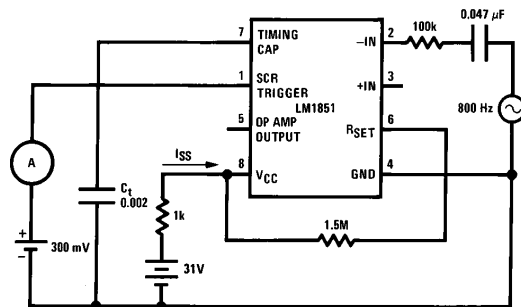 7
TIMING
CAP
2
-IN
100k
0.047 μF
1
SCR
TRIGGER
+IN
3
LM1851
800 Hz
5
OP AMP
OUTPUT
RSET
6
A
ISS
8
VCC
GND
4
Ct
0.002
1k
1.5M
+
-
300 mV
31V